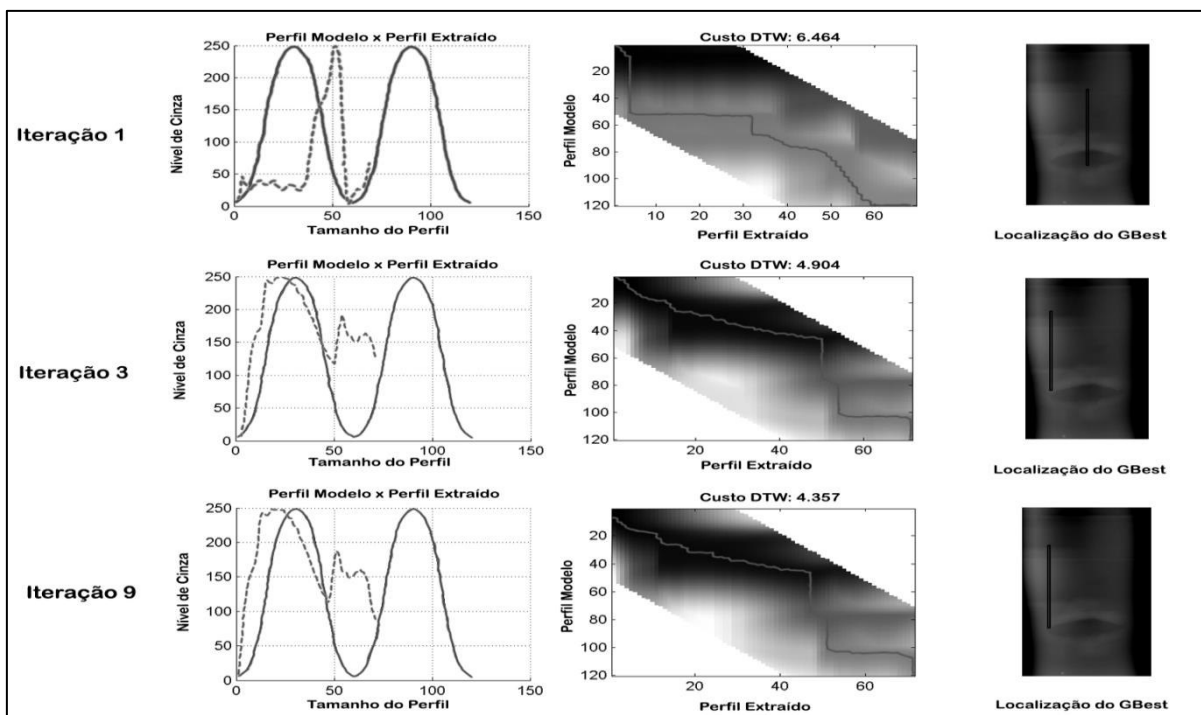 Iteração 1
Perfil Modelo x Perfil Extraído
Nível de Cinza
250
200
150
100
50
0
0 50 100 150
Tamanho do Perfil
Custo DTW: 6.464
Perfil Modelo
20
40
60
80
100
120
10 20 30 40 50 60
Perfil Extraído
Localização do GBest
Iteração 3
Perfil Modelo x Perfil Extraído
Nível de Cinza
250
200
150
100
50
0
0 50 100 150
Tamanho do Perfil
Custo DTW: 4.904
Perfil Modelo
20
40
60
80
100
120
20 40 60
Perfil Extraído
Localização do GBest
Iteração 9
Perfil Modelo x Perfil Extraído
Nível de Cinza
250
200
150
100
50
0
0 50 100 150
Tamanho do Perfil
Custo DTW: 4.357
Perfil Modelo
20
40
60
80
100
120
20 40 60
Perfil Extraído
Localização do GBest